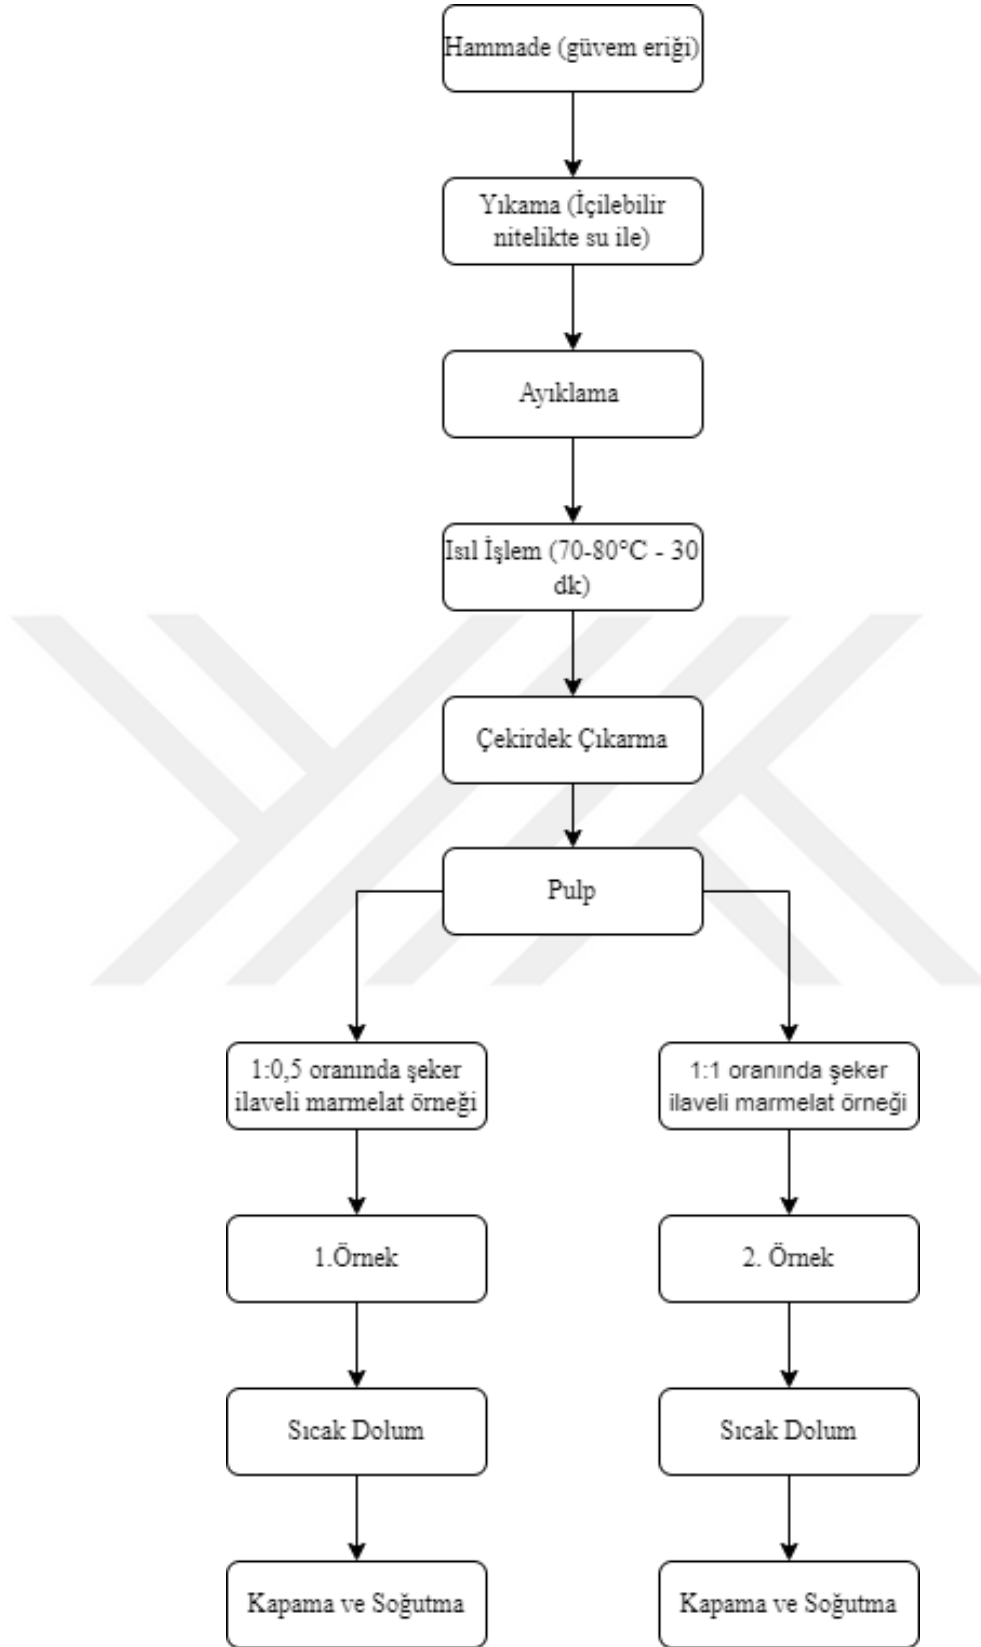 Hammade (güvem eriği)
Yıkama (İçilebilir
nitelikte su ile)
Ayıklama
Isıl İşlem (70-80°C - 30
dk)
Çekirdek Çıkarma
Pulp
1:0,5 oranında şeker
ilaveli marmelat örneği
1:1 oranında şeker
ilaveli marmelat örneği
1.Örnek
2. Örnek
Sıcak Dolum
Sıcak Dolum
Kapama ve Soğutma
Kapama ve Soğutma